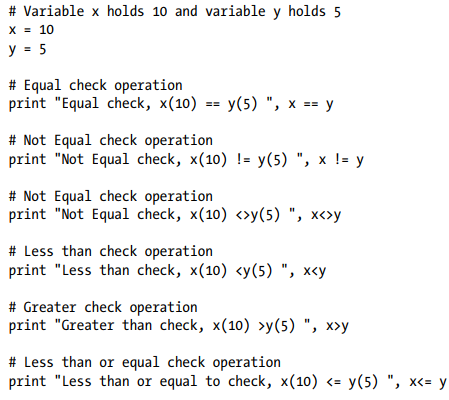 # Variable x holds 10 and variable y holds 5
x = 10
y = 5
# Equal check operation
print "Equal check, x(10) == y(5) ", x == y
# Not Equal check operation
print "Not Equal check, x(10) != y(5) ", x != y
# Not Equal check operation
print "Not Equal check, x(10) <>y(5) ", x<>y
# Less than check operation
print "Less than check, x(10) <y(5) ", x<y
# Greater check operation
print "Greater than check, x(10) >y(5) ", x>y
# Less than or equal check operation
print "Less than or equal to check, x(10) <= y(5) ", x<= y